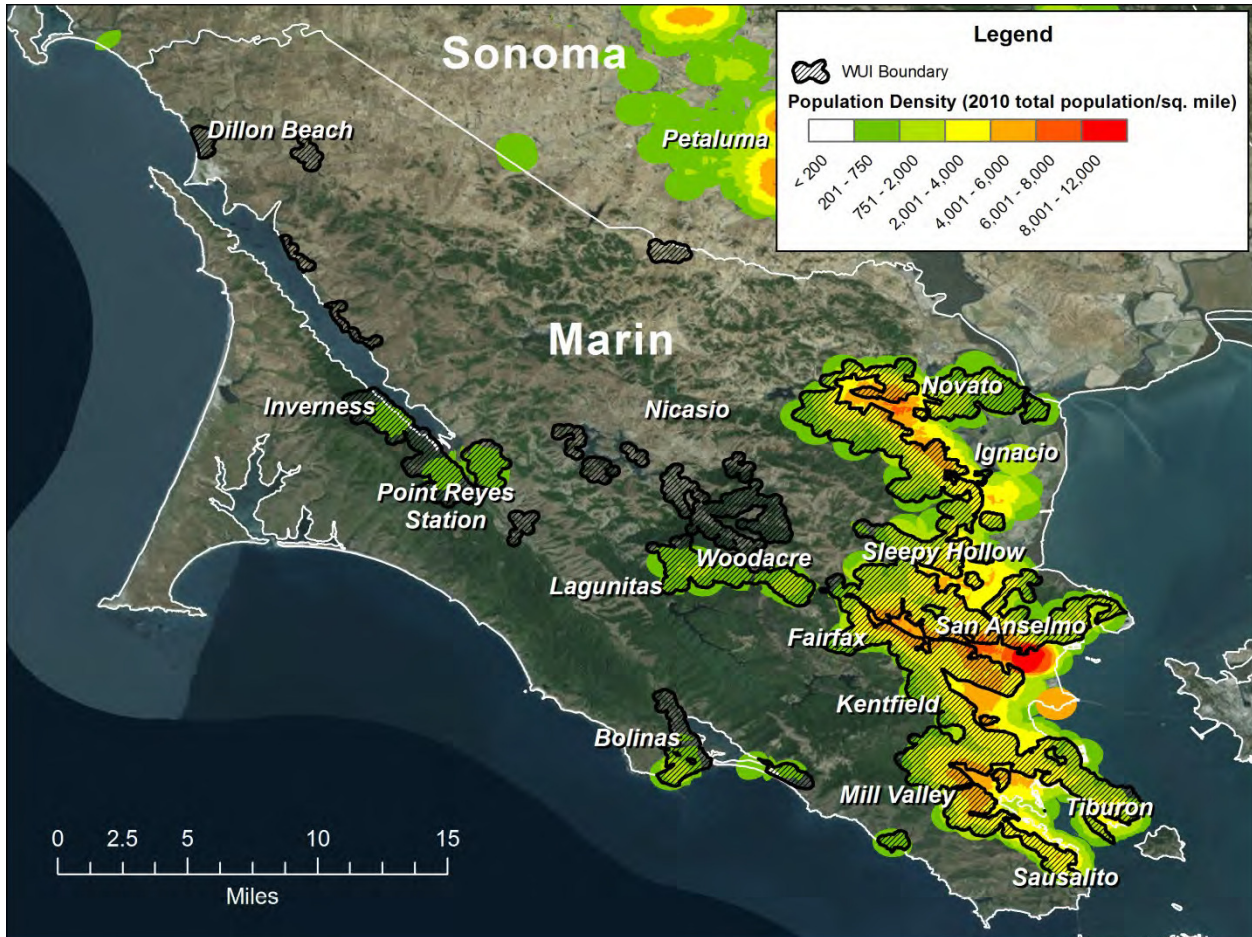 Sonoma
Legend
WUI Boundary
Population Density (2010 total population/sq. mile)
< 200
201 - 750
751 - 2,000
2,001 - 4,000
4,001 - 6,000
6,001 - 8,000
8,001 - 12,000
Dillon Beach
Petaluma
Marin
Inverness
Nicasio
Novato
Ignacio
Point Reyes
Station
Woodacre
Sleepy Hollow
Lagunitas
Fairfax
San Anselmo
Kentfield
Bolinas
Mill Valley
Tiburon
Sausalito
0 2.5 5 10 15
Miles